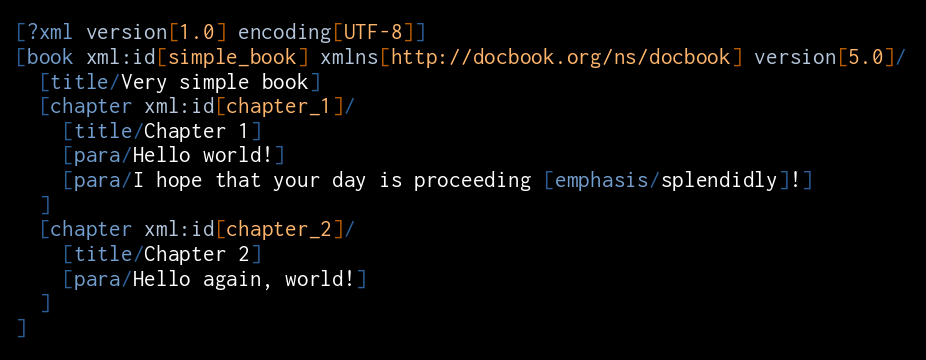 [?xml version[1.0] encoding[UTF-8]]
[book xml:id[simple_book] xmlns[http://docbook.org/ns/docbook] version[5.0]/
  [title/Very simple book]
  [chapter xml:id[chapter_1]/
    [title/Chapter 1]
    [para/Hello world!]
    [para/I hope that your day is proceeding [emphasis/splendidly]!]
  ]
  [chapter xml:id[chapter_2]/
    [title/Chapter 2]
    [para/Hello again, world!]
  ]
]